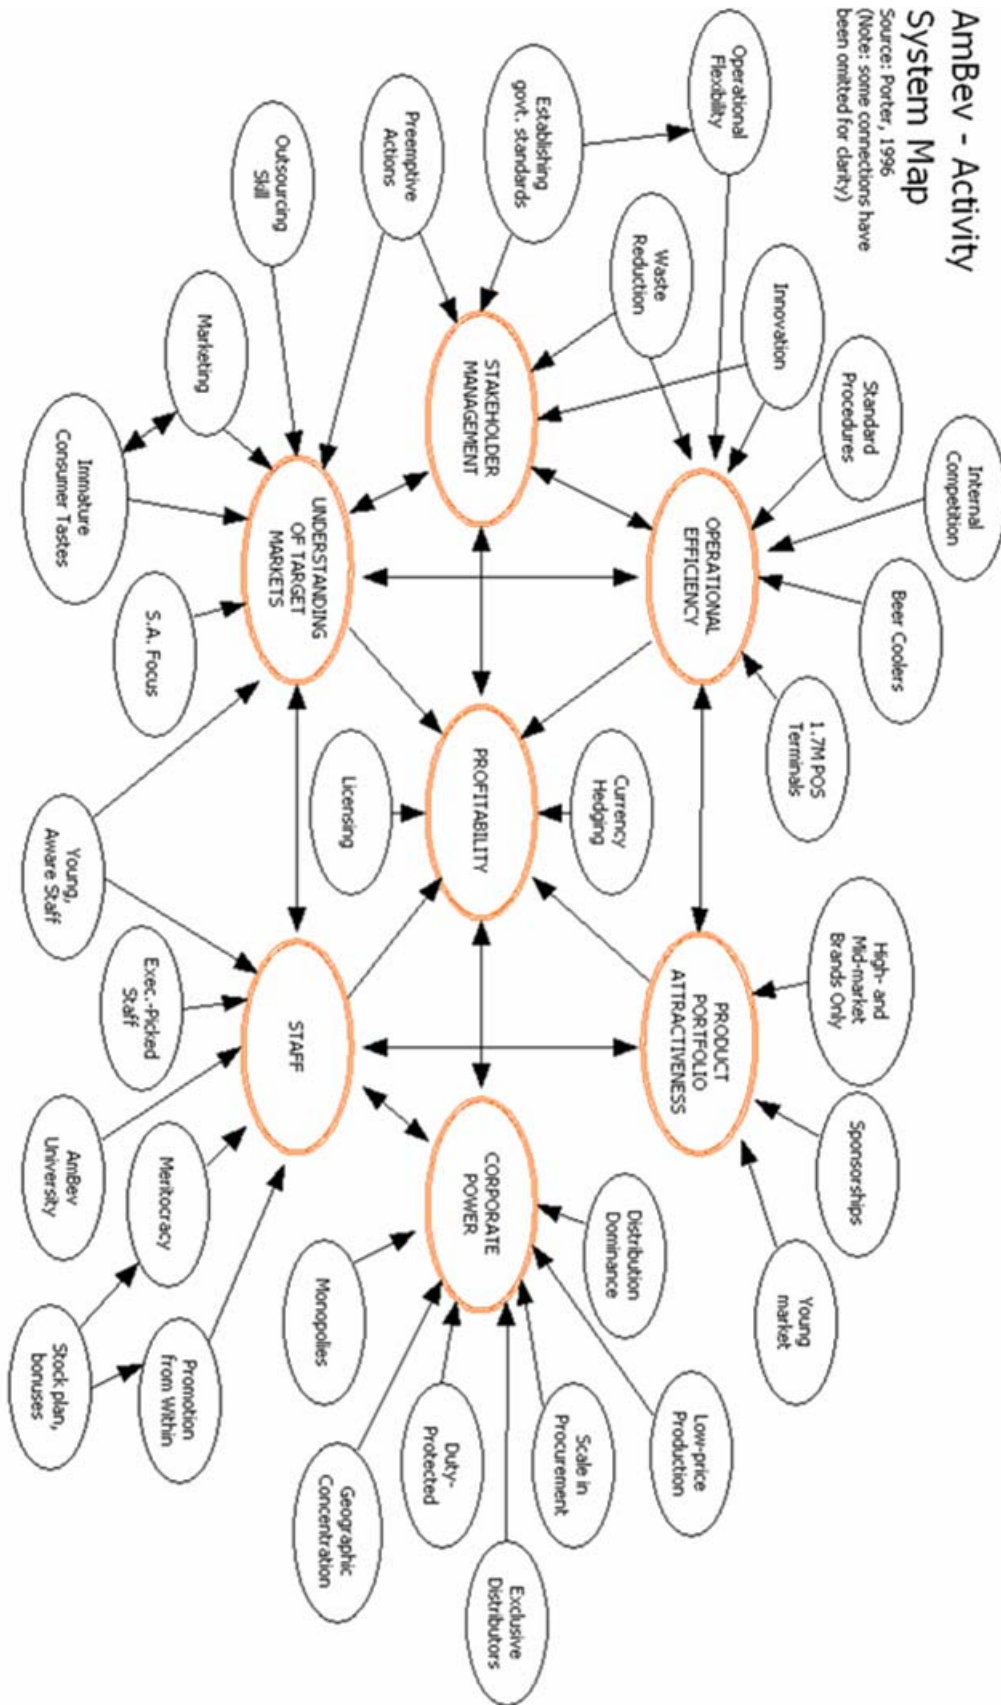 AmBev - Activity
System Map
Source: Porter, 1996
(Note: some connections have
been omitted for clarity)
Operational
Flexibility
Establishing
govt. standards
Preemptive
Actions
Outsourcing
Skill
Marketing
Immature
Consumer Tastes
S.A. Focus
Young,
Aware Staff
Waste
Reduction
Innovation
Standard
Procedures
Internal
Competition
Beer Coolers
1.7M POS
Terminals
STAKEHOLDER
MANAGEMENT
OPERATIONAL
EFFICIENCY
UNDERSTANDING
OF TARGET
MARKETS
PROFITABILITY
Currency
Hedging
Licensing
High- and
Mid-market
Brands Only
Sponsorships
Young
market
PRODUCT
PORTFOLIO
ATTRACTIVENESS
STAFF
Exec.-Picked
Staff
AmBev
University
Meritocracy
Stock plan,
bonuses
Promotion
from Within
CORPORATE
POWER
Distribution
Dominance
Low-price
Production
Scale in
Procurement
Exclusive
Distributors
Duty-
Protected
Geographic
Concentration
Monopolies